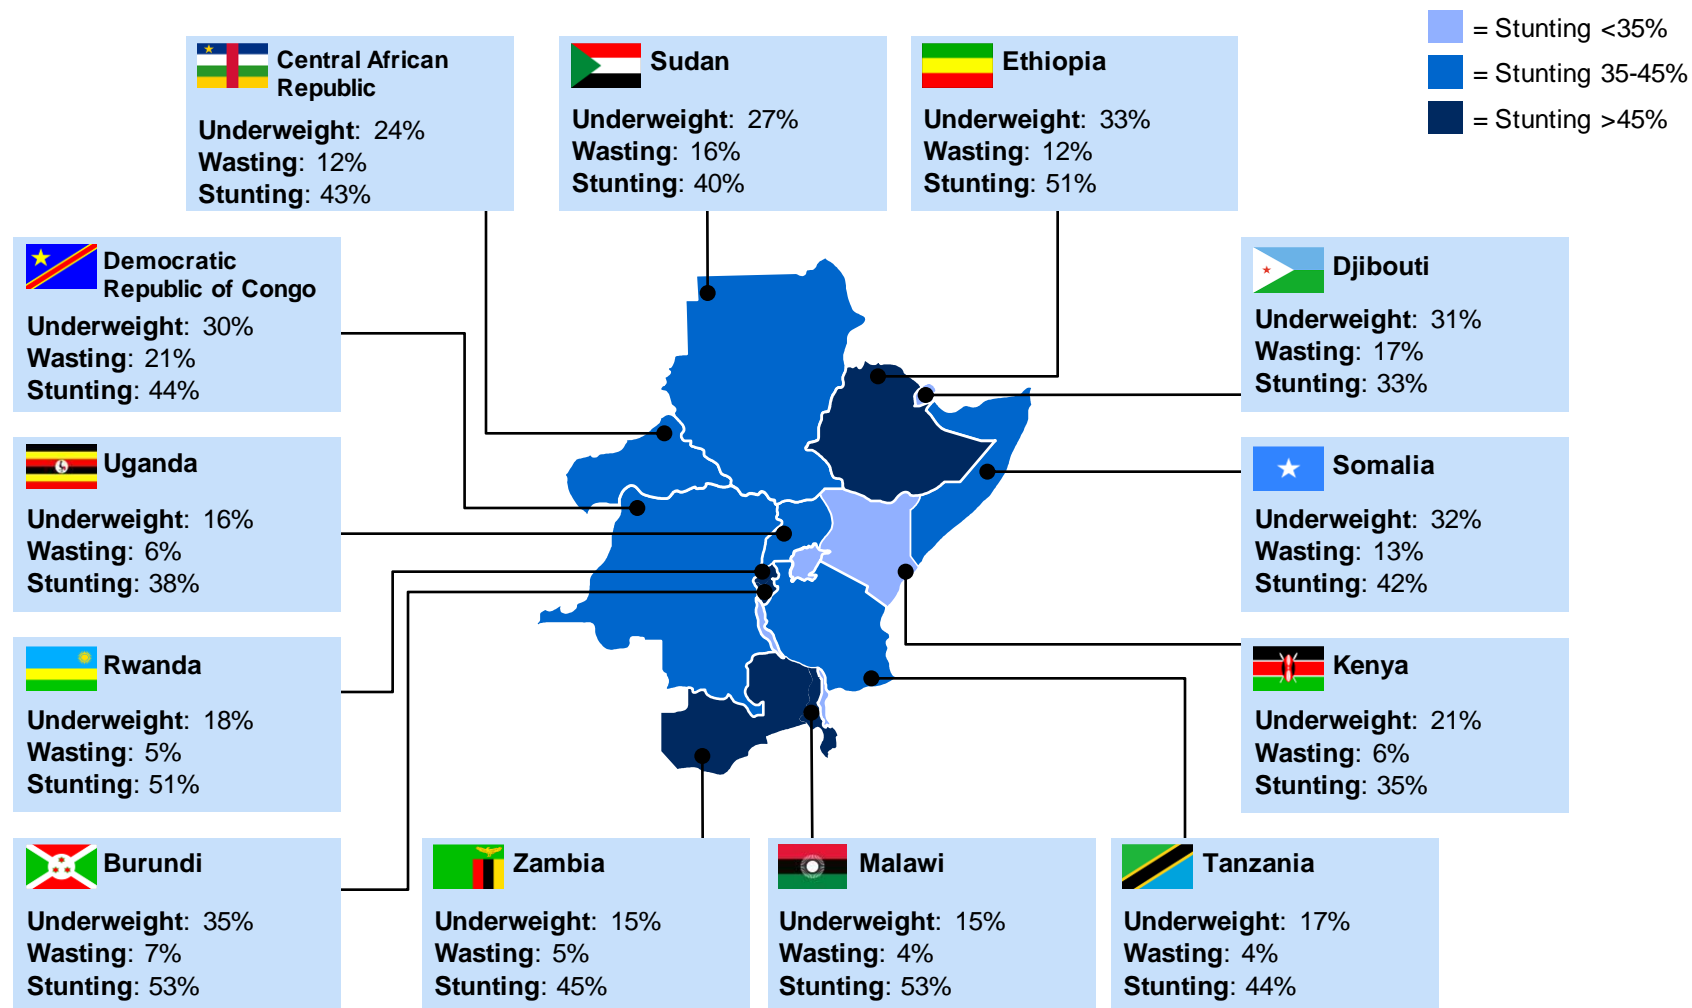 = Stunting <35%
= Stunting 35-45%
= Stunting >45%
Central African
Republic
Underweight: 24%
Wasting: 12%
Stunting: 43%
Sudan
Underweight: 27%
Wasting: 16%
Stunting: 40%
Ethiopia
Underweight: 33%
Wasting: 12%
Stunting: 51%
Democratic
Republic of Congo
Underweight: 30%
Wasting: 21%
Stunting: 44%
Djibouti
Underweight: 31%
Wasting: 17%
Stunting: 33%
Uganda
Underweight: 16%
Wasting: 6%
Stunting: 38%
Somalia
Underweight: 32%
Wasting: 13%
Stunting: 42%
Rwanda
Underweight: 18%
Wasting: 5%
Stunting: 51%
Kenya
Underweight: 21%
Wasting: 6%
Stunting: 35%
Burundi
Underweight: 35%
Wasting: 7%
Stunting: 53%
Zambia
Underweight: 15%
Wasting: 5%
Stunting: 45%
Malawi
Underweight: 15%
Wasting: 4%
Stunting: 53%
Tanzania
Underweight: 17%
Wasting: 4%
Stunting: 44%